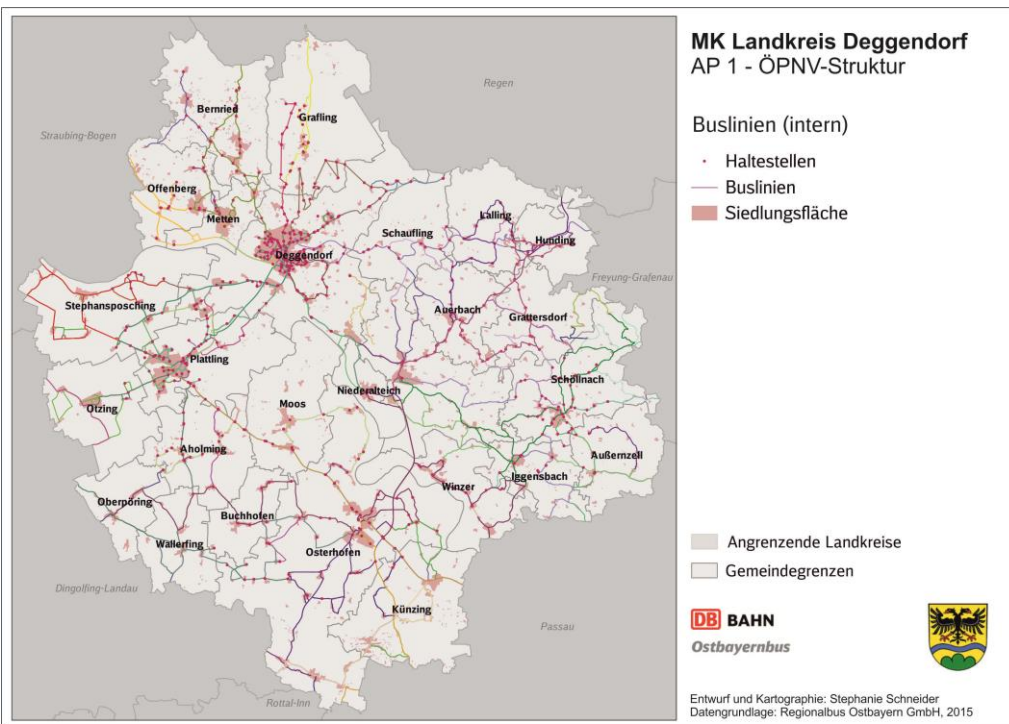 MK Landkreis Deggendorf
AP 1 - ÖPNV-Struktur
Buslinien (intern)
Haltestellen
Buslinien
Siedlungsfläche
Regen
Straubing-Bogen
Bernried
Grafling
Offenberg
Metten
Deggendorf
Schaufling
Lalling
Hunding
Freyung-Grafenau
Stephansposching
Auerbach
Grattersdorf
Plattling
Niederalteich
Schöllnach
Otzing
Moos
Aholming
Außernzell
Iggensbach
Winzer
Oberpöring
Buchhofen
Wallerfing
Osterhofen
Künzing
Dingolfing-Landau
Passau
Rottal-Inn
Angrenzende Landkreise
Gemeindegrenzen
DB BAHN
Ostbayernbus
Entwurf und Kartographie: Stephanie Schneider
Datengrundlage: Regionalbus Ostbayern GmbH, 2015